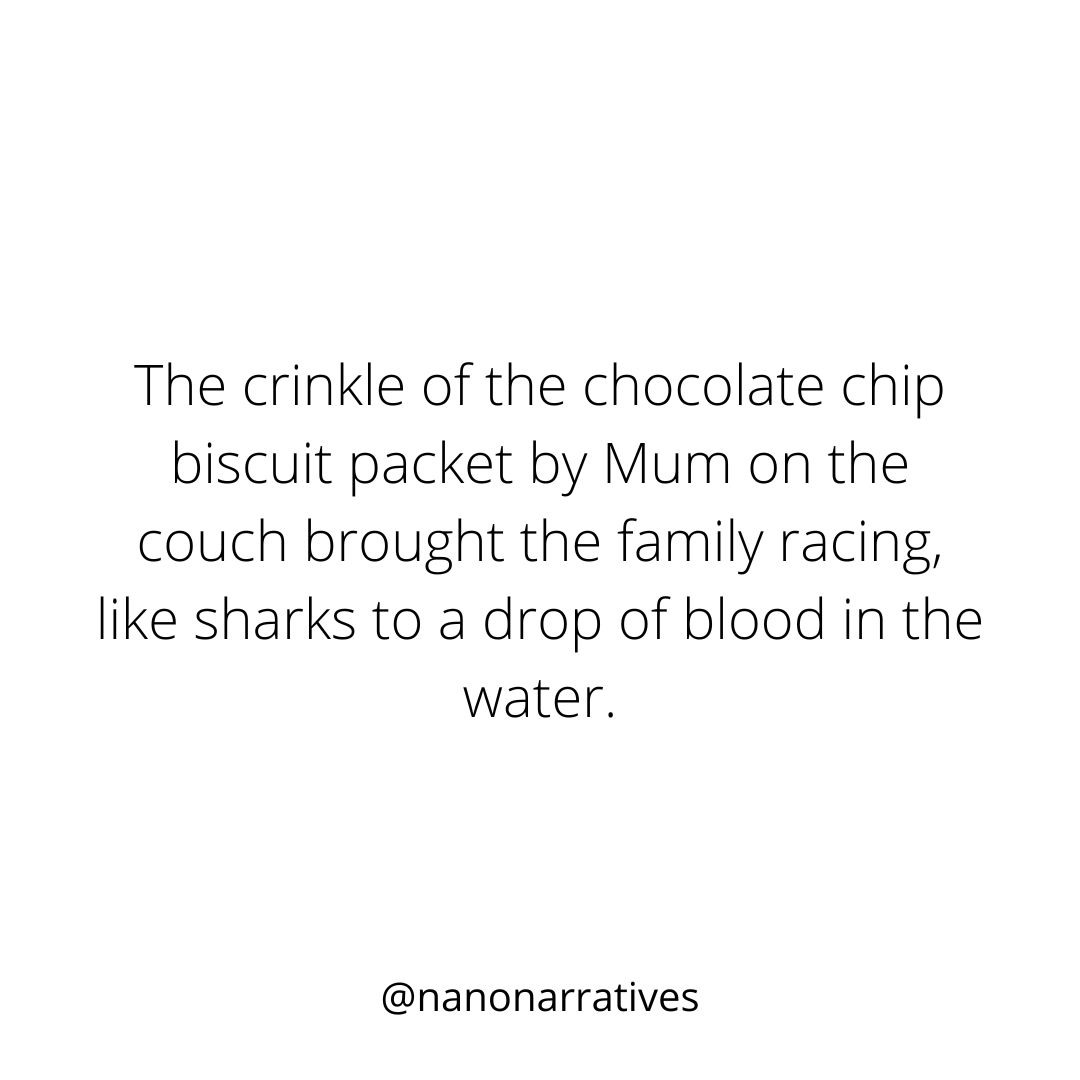 The crinkle of the chocolate chip
biscuit packet by Mum on the
couch brought the family racing,
like sharks to a drop of blood in the
water.
@nanonarratives